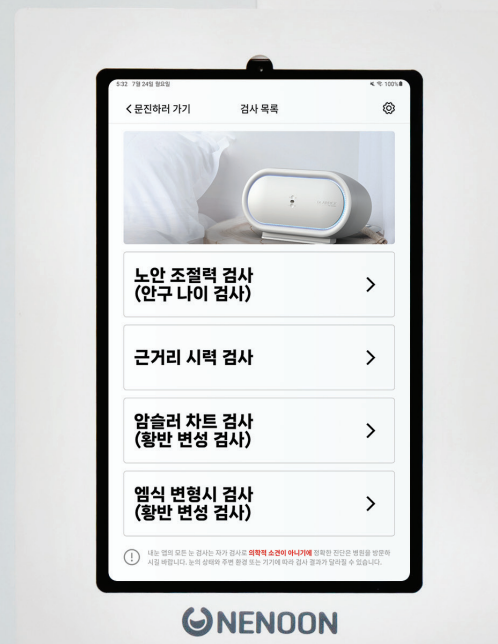 5:32 7월 24일 월요일
100%
문진하러 가기
검사 목록
노안 조절력 검사
(안구 나이 검사)
근거리 시력 검사
암슬러 차트 검사
(황반 변성 검사)
엠식 변형시 검사
(황반 변성 검사)
내눈 앱의 모든 눈 검사는 자가 검사로 의학적 소견이 아니기에 정확한 진단은 병원을 방문하
시길 바랍니다. 눈의 상태와 주변 환경 또는 기기에 따라 검사 결과가 달라질 수 있습니다.
NENOON